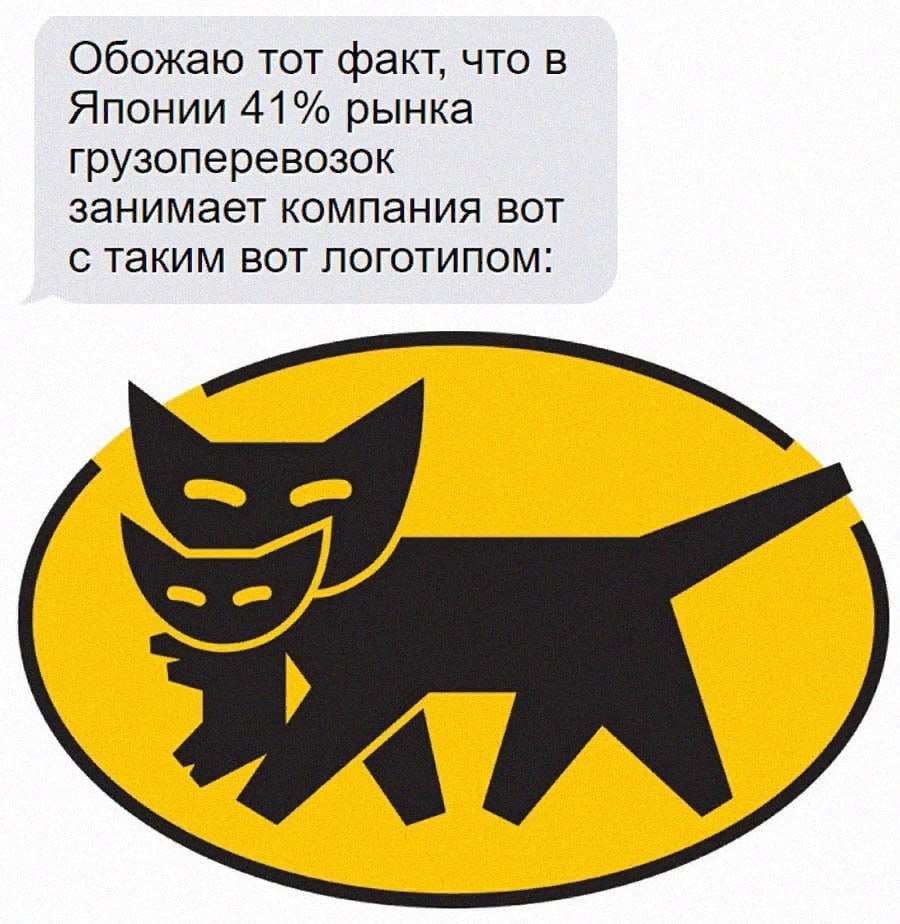 Обожаю тот факт, что в
Японии 41% рынка
грузоперевозок
занимает компания вот
с таким вот логотипом: